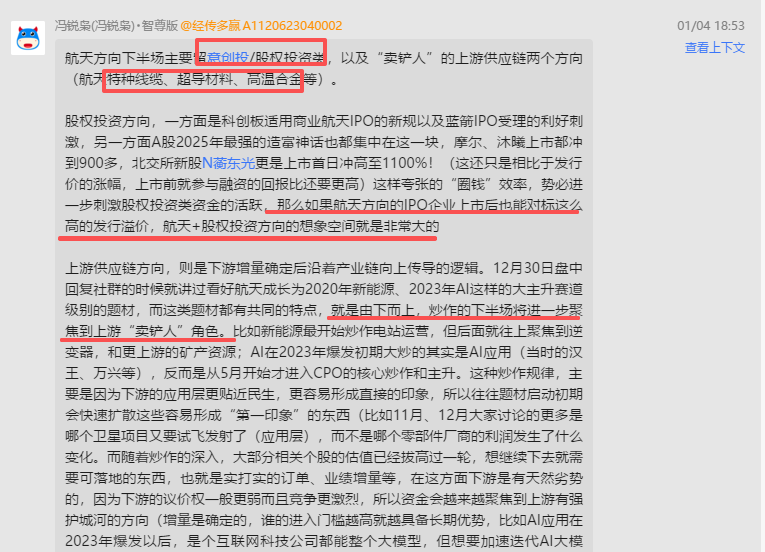 冯锐枭(冯锐枭)•智尊版 @经传多赢 A1120623040002
01/04 18:53
查看上下文
航天方向下半场主要留意创投/股权投资类，以及“卖铲人”的上游供应链两个方向
（航天特种线缆、超导材料、高温合金等）。
股权投资方向，一方面是科创板适用商业航天IPO的新规以及蓝箭IPO受理的利好刺
激，另一方面A股2025年最强的造富神话也都集中在这一块，摩尔、沐曦上市都冲
到900多，北交所新股N蘅东光更是上市首日冲高至1100%！（这还只是相比于发行
价的涨幅，上市前就参与融资的回报比还要更高）这样夸张的“圈钱”效率，势必进
一步刺激股权投资类资金的活跃，那么如果航天方向的IPO企业上市后也能对标这么
高的发行溢价，航天+股权投资方向的想象空间就是非常大的
上游供应链方向，则是下游增量确定后沿着产业链向上传导的逻辑。12月30日盘中
回复社群的时候就讲过看好航天成长为2020年新能源、2023年AI这样的大主升赛道
级别的题材，而这类题材都有共同的特点，就是由下而上，炒作的下半场将进一步聚
焦到上游“卖铲人”角色。比如新能源最开始炒作电站运营，但后面就往上聚焦到逆
变器，和更上游的矿产资源；AI在2023年爆发初期大炒的其实是AI应用（当时的汉
王、万兴等），反而是从5月开始才进入CPO的核心炒作和主升。这种炒作规律，主
要是因为下游的应用层更贴近民生，更容易形成直接的印象，所以往往题材启动初期
会快速扩散这些容易形成“第一印象”的东西（比如11月、12月大家讨论的更多是
哪个卫星项目又要试飞发射了（应用层），而不是哪个零部件厂商的利润发生了什么
变化。而随着炒作的深入，大部分相关个股的估值已经拔高过一轮，想继续下去就需
要可落地的东西，也就是实打实的订单、业绩增量等，在这方面下游是有天然劣势
的，因为下游的议价权一般更弱而且竞争更激烈，所以资金会越来越聚焦到上游有强
护城河的方向（增量是确定的，谁的进入门槛越高就越具备长期优势，比如AI应用在
2023年爆发以后，是个互联网科技公司都能整个大模型，但想要加速迭代AI大模